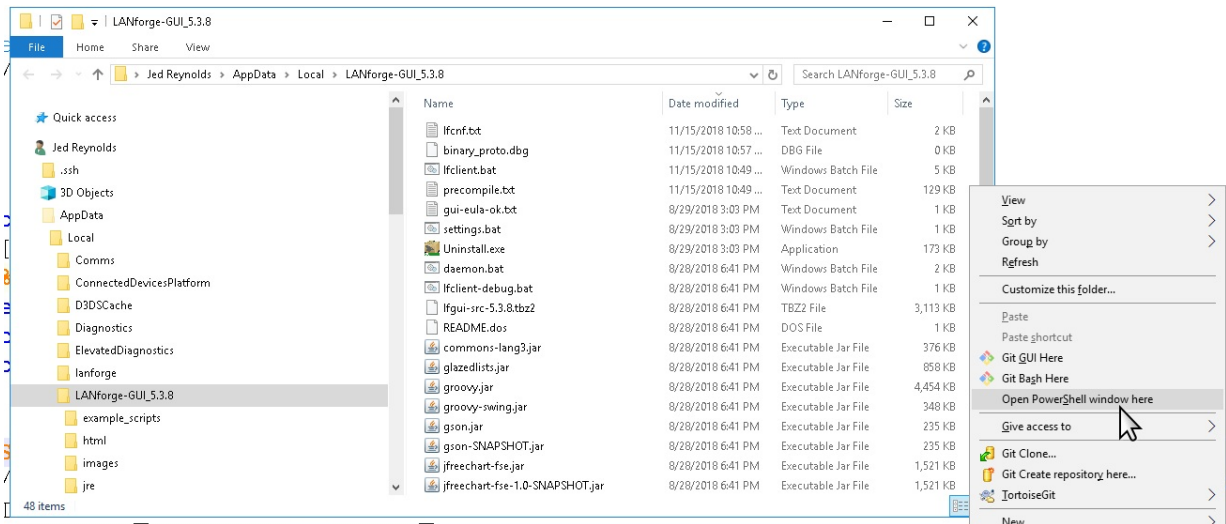 LANforge-GUI_5.3.8
File Home Share View
Jed Reynolds > AppData > Local > LANforge-GUI_5.3.8
Search LANforge-GUI_5.3.8
Quick access
Jed Reynolds
.ssh
3D Objects
AppData
Local
Comms
ConnectedDevicesPlatform
D3DSCache
Diagnostics
ElevatedDiagnostics
lanforge
LANforge-GUI_5.3.8
example_scripts
html
images
jre
48 items
Name Date modified Type Size
lfcnf.txt 11/15/2018 10:58 ... Text Document 2 KB
binary_proto.dbg 11/15/2018 10:57 ... DBG File 0 KB
lfclient.bat 11/15/2018 10:49 ... Windows Batch File 5 KB
precompile.txt 11/15/2018 10:49 ... Text Document 129 KB
gui-eula-ok.txt 8/29/2018 3:03 PM Text Document 1 KB
settings.bat 8/29/2018 3:03 PM Windows Batch File 1 KB
Uninstall.exe 8/29/2018 3:03 PM Application 173 KB
daemon.bat 8/28/2018 6:41 PM Windows Batch File 2 KB
lfclient-debug.bat 8/28/2018 6:41 PM Windows Batch File 1 KB
lfgui-src-5.3.8.tbz2 8/28/2018 6:41 PM TBZ2 File 3,113 KB
README.dos 8/28/2018 6:41 PM DOS File 1 KB
commons-lang3.jar 8/28/2018 6:41 PM Executable Jar File 376 KB
glazedlists.jar 8/28/2018 6:41 PM Executable Jar File 858 KB
groovy.jar 8/28/2018 6:41 PM Executable Jar File 4,454 KB
groovy-swing.jar 8/28/2018 6:41 PM Executable Jar File 348 KB
gson.jar 8/28/2018 6:41 PM Executable Jar File 235 KB
gson-SNAPSHOT.jar 8/28/2018 6:41 PM Executable Jar File 235 KB
jfreechart-fse.jar 8/28/2018 6:41 PM Executable Jar File 1,521 KB
jfreechart-fse-1.0-SNAPSHOT.jar 8/28/2018 6:41 PM Executable Jar File 1,521 KB
View
Sort by
Group by
Refresh
Customize this folder...
Paste
Paste shortcut
Git GUI Here
Git Bash Here
Open PowerShell window here
Give access to
Git Clone...
Git Create repository here...
TortoiseGit
New